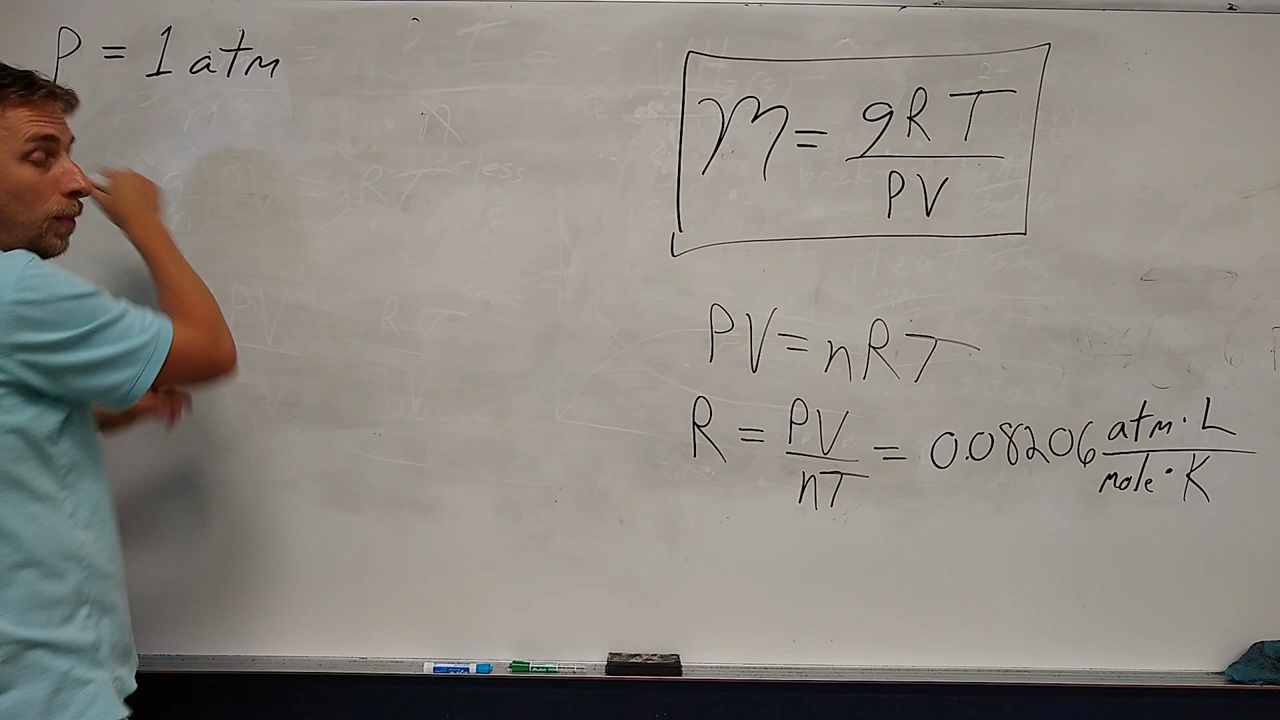 P = 1 atm
M = gRT / PV
PV = nRT
R = PV / nT = 0.08206 atm · L / mole · K